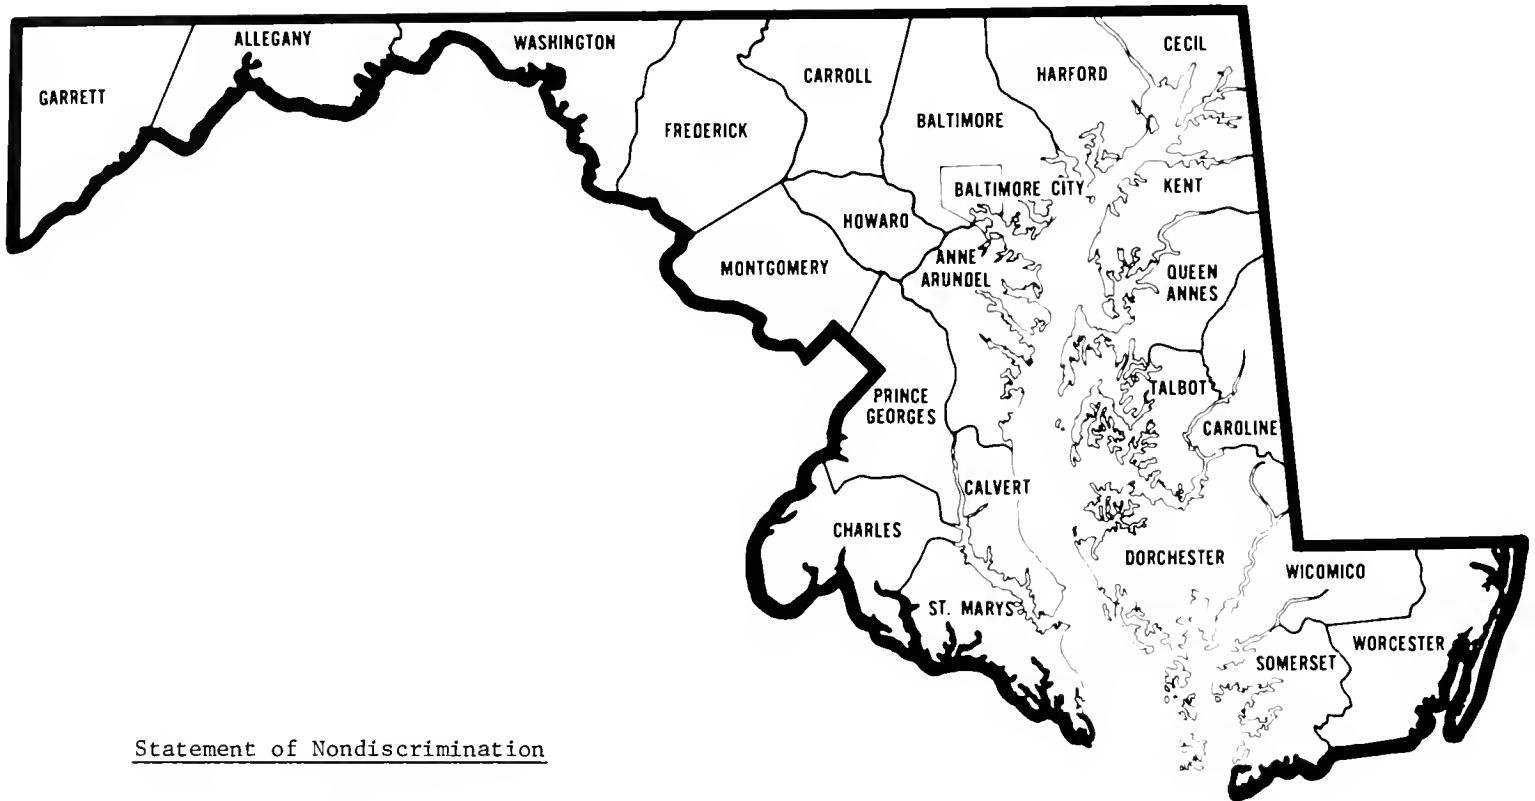 ALLEGANY
WASHINGTON
CECIL
GARRETT
CARROLL
HARFORD
FREDERICK
BALTIMORE
BALTIMORE CITY
KENT
HOWARD
MONTGOMERY
ANNE
ARUNDEL
QUEEN
ANNES
PRINCE
GEORGES
TALBOT
CAROLINE
CALVERT
CHARLES
DORCHESTER
WICOMICO
ST. MARYS
WORCESTER
SOMERSET
Statement of Nondiscrimination